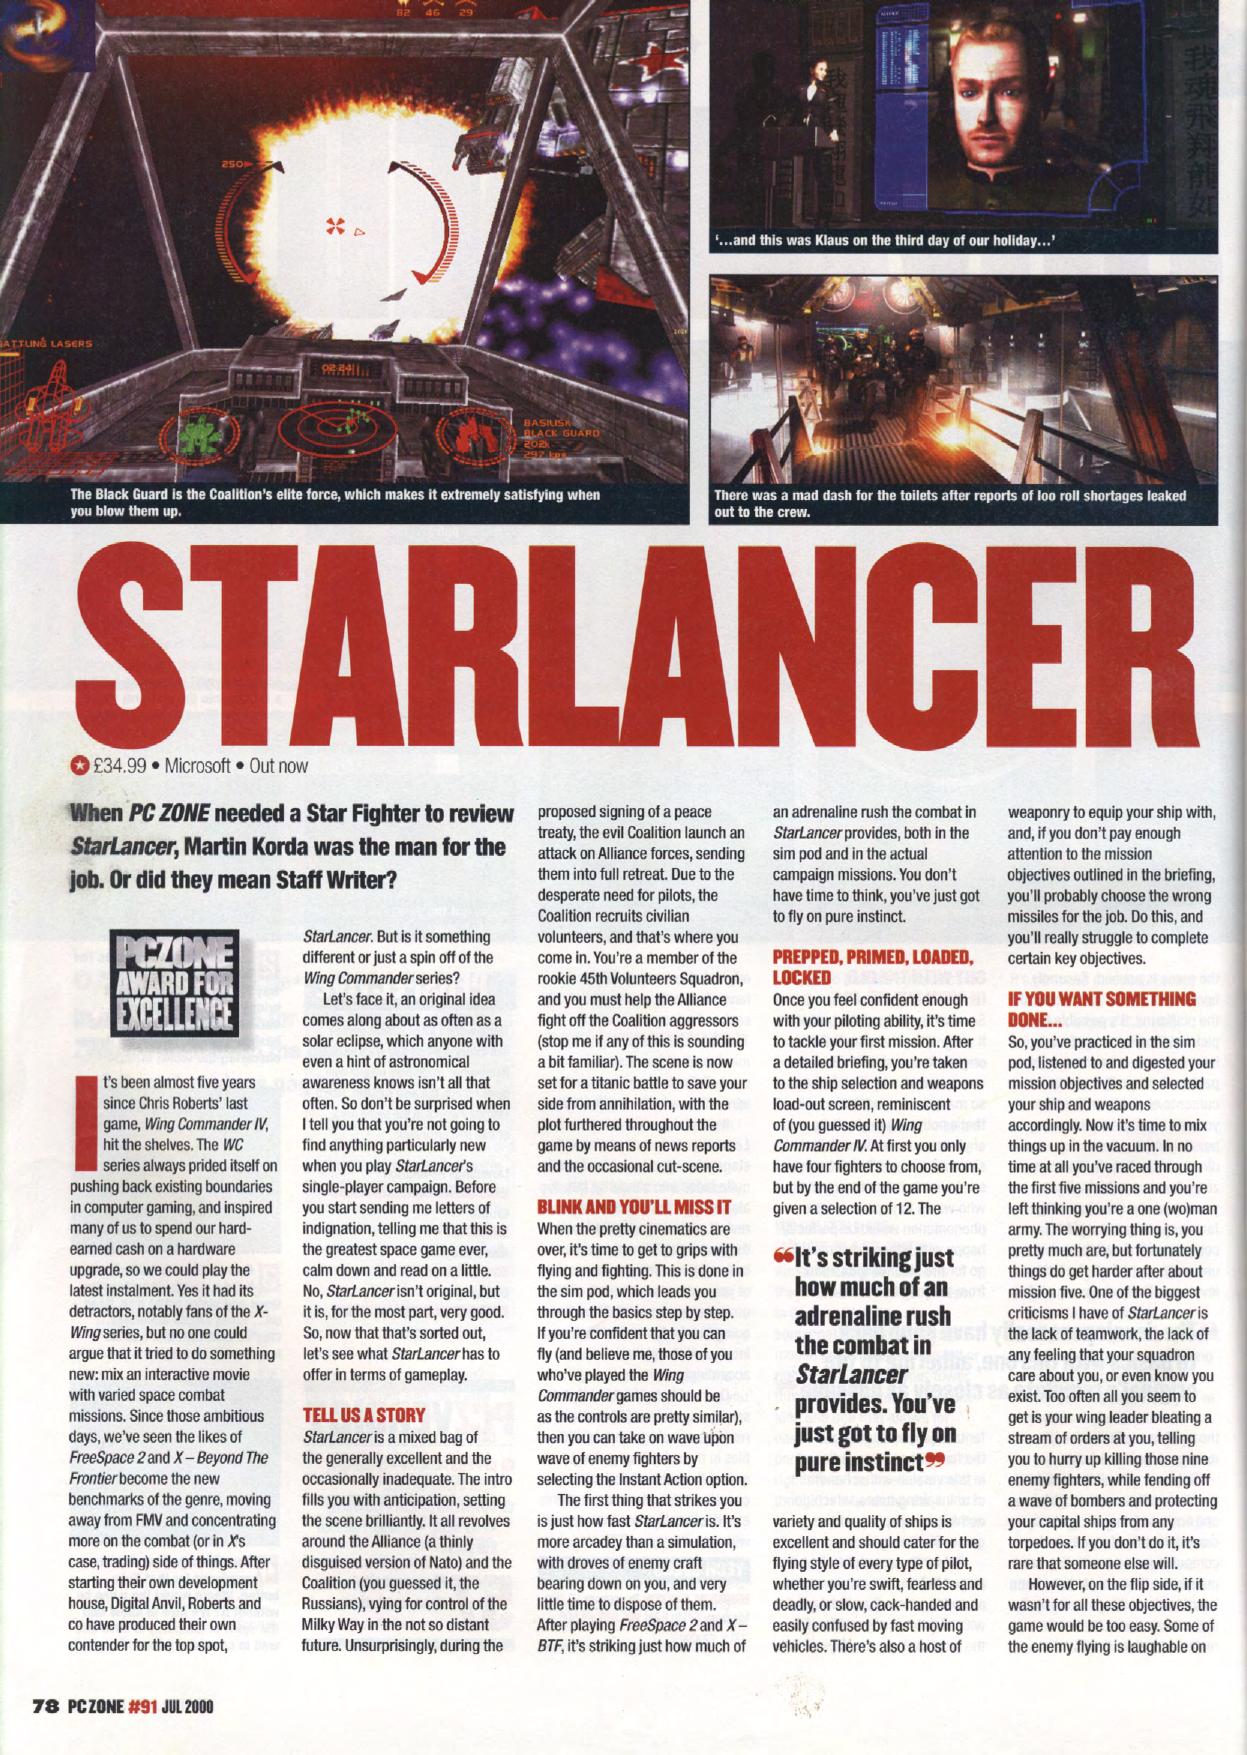 82 46 29
250
GATTLING LASERS
02:24
BASILISK
BLACK GUARD
202k
297 kps
The Black Guard is the Coalition's elite force, which makes it extremely satisfying when
you blow them up.
'...and this was Klaus on the third day of our holiday...'
There was a mad dash for the toilets after reports of loo roll shortages leaked
out to the crew.
STARLANCER
£34.99 • Microsoft • Out now
When PC ZONE needed a Star Fighter to review
StarLancer, Martin Korda was the man for the
job. Or did they mean Staff Writer?
PCZONE
AWARD FOR
EXCELLENCE
It's been almost five years
since Chris Roberts' last
game, Wing Commander IV,
hit the shelves. The WC
series always prided itself on
pushing back existing boundaries
in computer gaming, and inspired
many of us to spend our hard-
earned cash on a hardware
upgrade, so we could play the
latest instalment. Yes it had its
detractors, notably fans of the X-
Wing series, but no one could
argue that it tried to do something
new: mix an interactive movie
with varied space combat
missions. Since those ambitious
days, we've seen the likes of
FreeSpace 2 and X – Beyond The
Frontier become the new
benchmarks of the genre, moving
away from FMV and concentrating
more on the combat (or in X's
case, trading) side of things. After
starting their own development
house, Digital Anvil, Roberts and
co have produced their own
contender for the top spot,
StarLancer. But is it something
different or just a spin off of the
Wing Commander series?
Let's face it, an original idea
comes along about as often as a
solar eclipse, which anyone with
even a hint of astronomical
awareness knows isn't all that
often. So don't be surprised when
I tell you that you're not going to
find anything particularly new
when you play StarLancer's
single-player campaign. Before
you start sending me letters of
indignation, telling me that this is
the greatest space game ever,
calm down and read on a little.
No, StarLancer isn't original, but
it is, for the most part, very good.
So, now that that's sorted out,
let's see what StarLancer has to
offer in terms of gameplay.
TELL US A STORY
StarLancer is a mixed bag of
the generally excellent and the
occasionally inadequate. The intro
fills you with anticipation, setting
the scene brilliantly. It all revolves
around the Alliance (a thinly
disguised version of Nato) and the
Coalition (you guessed it, the
Russians), vying for control of the
Milky Way in the not so distant
future. Unsurprisingly, during the
proposed signing of a peace
treaty, the evil Coalition launch an
attack on Alliance forces, sending
them into full retreat. Due to the
desperate need for pilots, the
Coalition recruits civilian
volunteers, and that's where you
come in. You're a member of the
rookie 45th Volunteers Squadron,
and you must help the Alliance
fight off the Coalition aggressors
(stop me if any of this is sounding
a bit familiar). The scene is now
set for a titanic battle to save your
side from annihilation, with the
plot furthered throughout the
game by means of news reports
and the occasional cut-scene.
BLINK AND YOU'LL MISS IT
When the pretty cinematics are
over, it's time to get to grips with
flying and fighting. This is done in
the sim pod, which leads you
through the basics step by step.
If you're confident that you can
fly (and believe me, those of you
who've played the Wing
Commander games should be
as the controls are pretty similar),
then you can take on wave upon
wave of enemy fighters by
selecting the Instant Action option.
The first thing that strikes you
is just how fast StarLancer is. It's
more arcadey than a simulation,
with droves of enemy craft
bearing down on you, and very
little time to dispose of them.
After playing FreeSpace 2 and X –
BTF, it's striking just how much of
an adrenaline rush the combat in
StarLancer provides, both in the
sim pod and in the actual
campaign missions. You don't
have time to think, you've just got
to fly on pure instinct.
PREPPED, PRIMED, LOADED,
LOCKED
Once you feel confident enough
with your piloting ability, it's time
to tackle your first mission. After
a detailed briefing, you're taken
to the ship selection and weapons
load-out screen, reminiscent
of (you guessed it) Wing
Commander IV. At first you only
have four fighters to choose from,
but by the end of the game you're
given a selection of 12. The
“It's striking just
how much of an
adrenaline rush
the combat in
StarLancer
provides. You've
just got to fly on
pure instinct”
variety and quality of ships is
excellent and should cater for the
flying style of every type of pilot,
whether you're swift, fearless and
deadly, or slow, cack-handed and
easily confused by fast moving
vehicles. There's also a host of
weaponry to equip your ship with,
and, if you don't pay enough
attention to the mission
objectives outlined in the briefing,
you'll probably choose the wrong
missiles for the job. Do this, and
you'll really struggle to complete
certain key objectives.
IF YOU WANT SOMETHING
DONE...
So, you've practiced in the sim
pod, listened to and digested your
mission objectives and selected
your ship and weapons
accordingly. Now it's time to mix
things up in the vacuum. In no
time at all you've raced through
the first five missions and you're
left thinking you're a one (wo)man
army. The worrying thing is, you
pretty much are, but fortunately
things do get harder after about
mission five. One of the biggest
criticisms I have of StarLancer is
the lack of teamwork, the lack of
any feeling that your squadron
care about you, or even know you
exist. Too often all you seem to
get is your wing leader bleating a
stream of orders at you, telling
you to hurry up killing those nine
enemy fighters, while fending off
a wave of bombers and protecting
your capital ships from any
torpedoes. If you don't do it, it's
rare that someone else will.
However, on the flip side, if it
wasn't for all these objectives, the
game would be too easy. Some of
the enemy flying is laughable on
78 PCZONE #91 JUL 2000